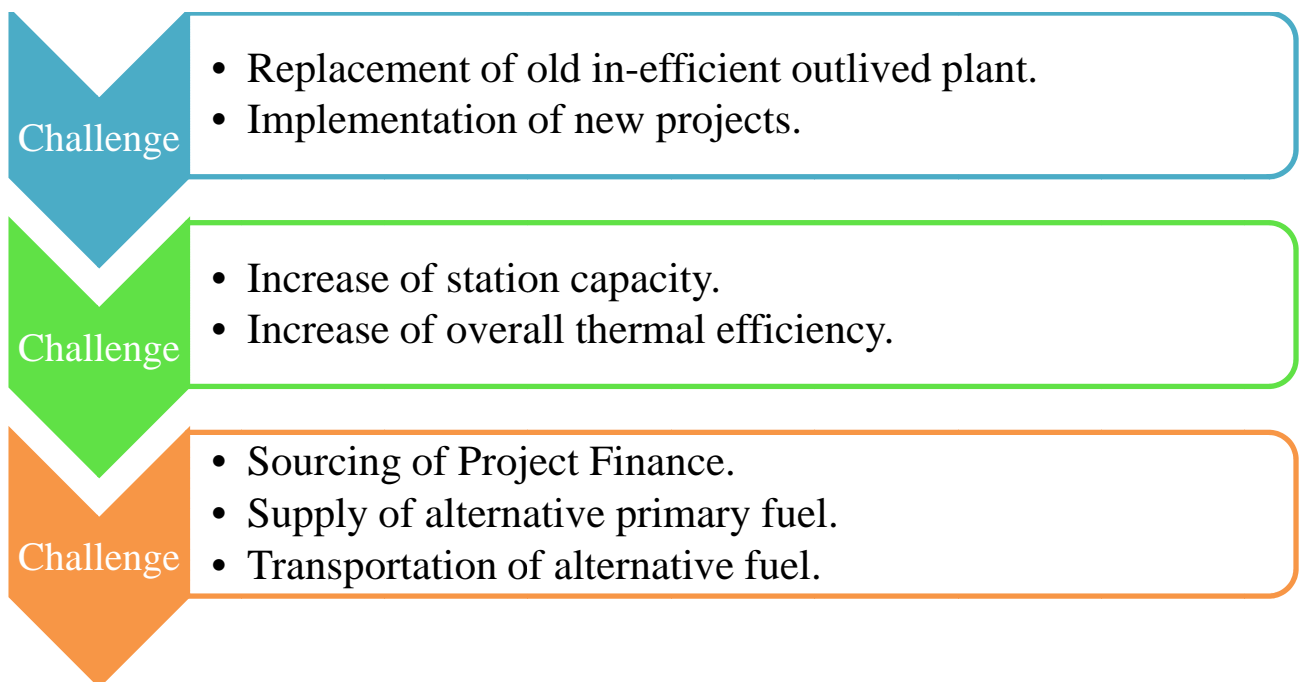 Challenge
• Replacement of old in-efficient outlived plant.
• Implementation of new projects.
Challenge
• Increase of station capacity.
• Increase of overall thermal efficiency.
Challenge
• Sourcing of Project Finance.
• Supply of alternative primary fuel.
• Transportation of alternative fuel.